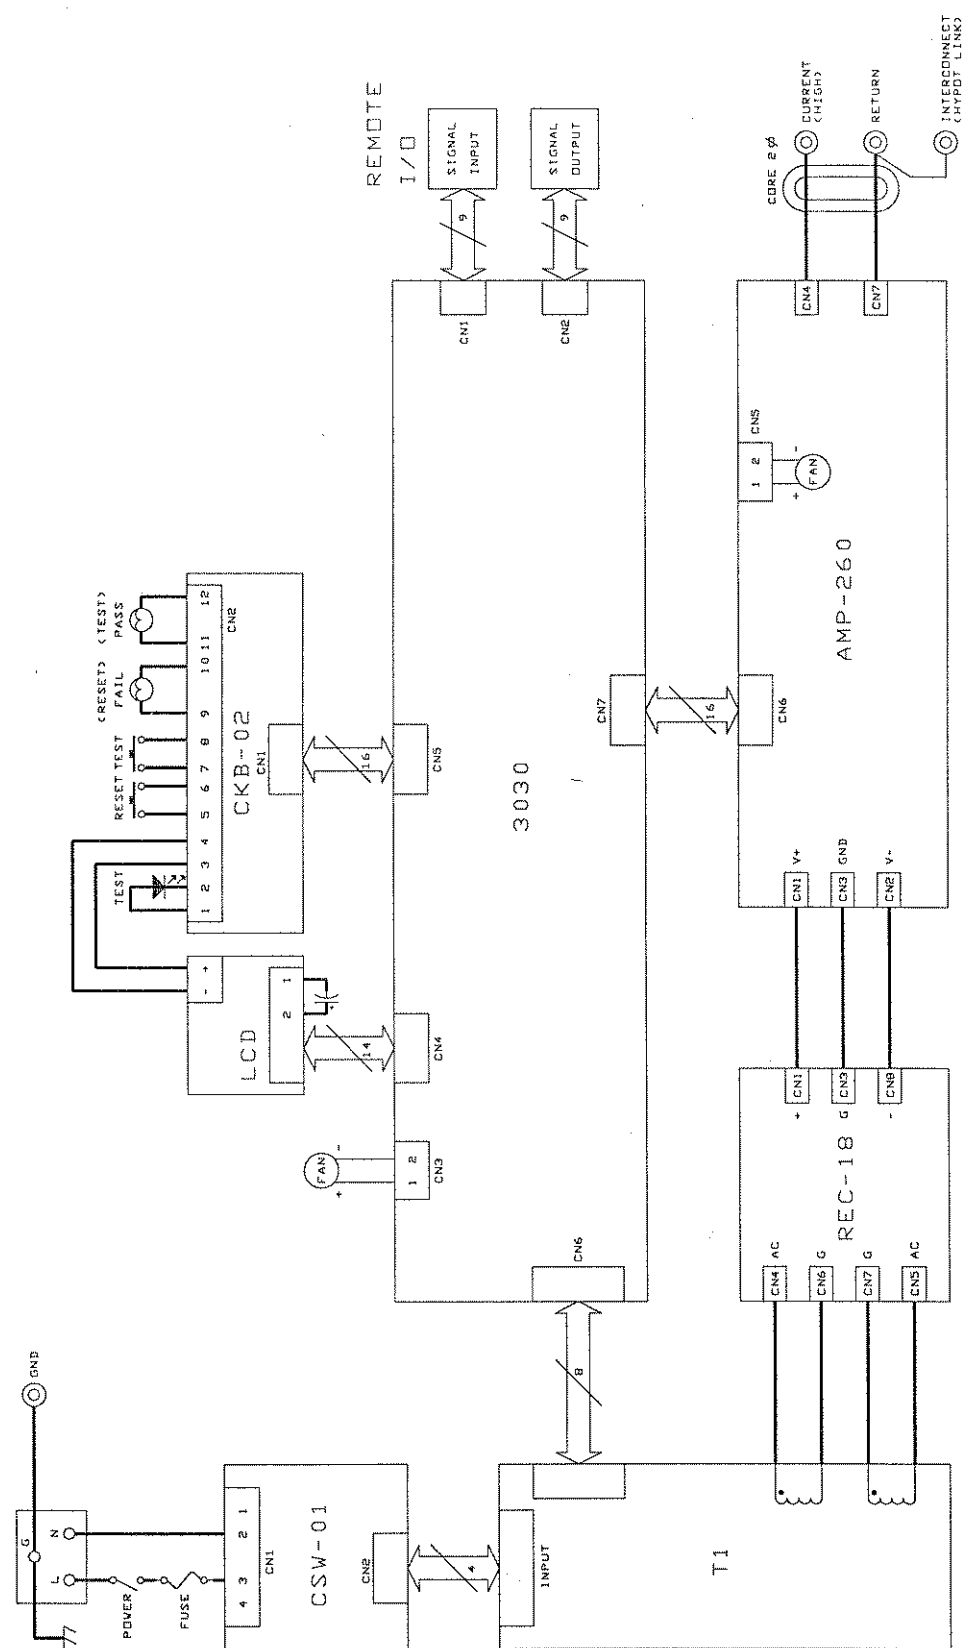 REMOTE
I/O
SIGNAL
INPUT
SIGNAL
OUTPUT
9
9
CN1
CN2
CURRENT
(HIGH)
RETURN
INTERCONNECT
(HYPOT LINK)
CORE 2 Ø
CN4
CN7
CN5
1 2
+ -
FAN
AMP-260
CN6
16
CN7
CN1 V+
CN3 GND
CN2 V-
(RESET) (TEST)
FAIL PASS
RESET TEST
TEST
1 2 3 4 5 6 7 8 9 10 11 12
CN2
CKB-02
CN1
16
CN5
3030
- +
LCD
2 1
+
14
CN4
FAN
+ -
1 2
CN3
CN6
8
+ CN1
G CN3
- CN8
REC-18
CN4 AC
CN6 G
CN7 G
CN5 AC
GND
G
L N
POWER
FUSE
4 3 2 1
CN1
CSW-01
CN2
4
INPUT
T1